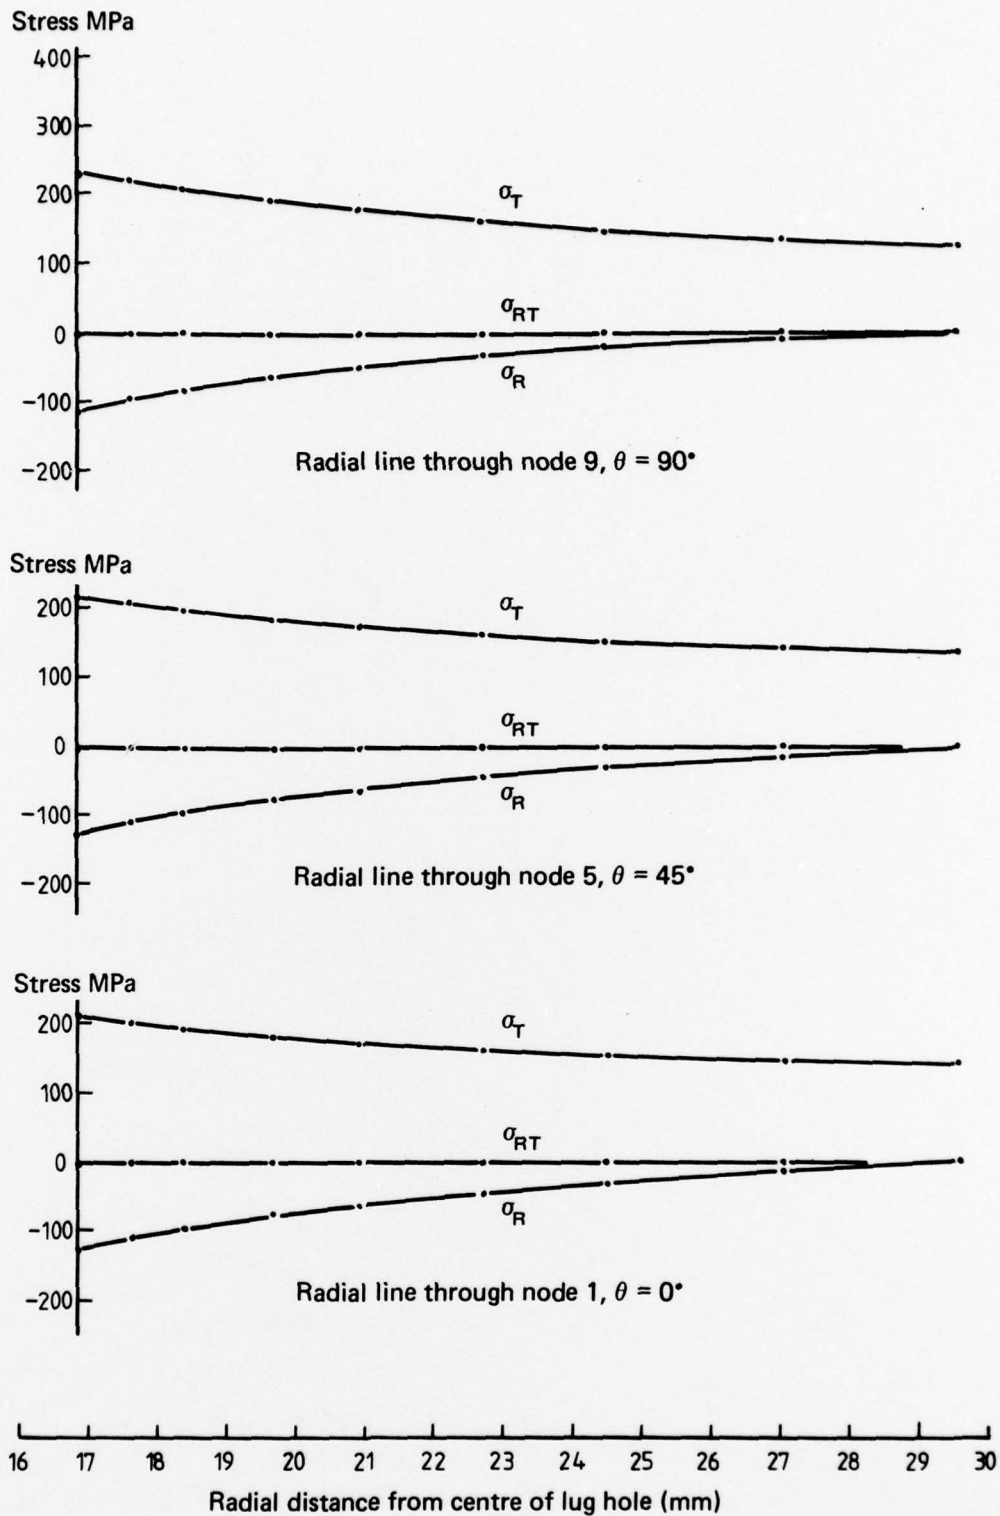 Stress MPa
400
300
200
100
0
−100
−200
σT
σRT
σR
Radial line through node 9, θ = 90°
Stress MPa
200
100
0
−100
−200
σT
σRT
σR
Radial line through node 5, θ = 45°
Stress MPa
200
100
0
−100
−200
σT
σRT
σR
Radial line through node 1, θ = 0°
16 17 18 19 20 21 22 23 24 25 26 27 28 29 30
Radial distance from centre of lug hole (mm)